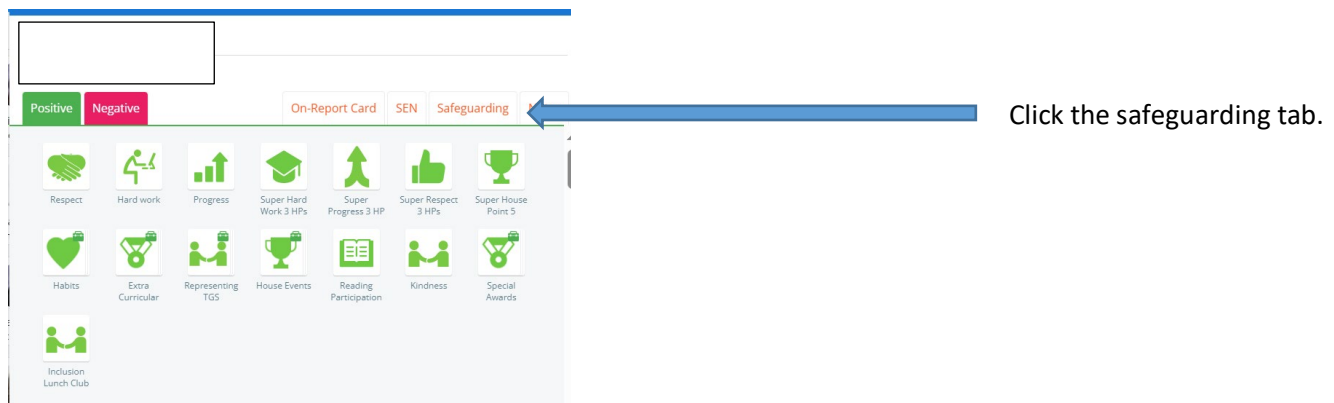 Positive Negative On-Report Card SEN Safeguarding
Click the safeguarding tab.
Respect Hard work Progress Super Hard Super Super Respect Super House
Work 3 HPs Progress 3 HP 3 HPs Point 5
Habits Extra Representing House Events Reading Kindness Special
Curricular TGS Participation Awards
Inclusion
Lunch Club